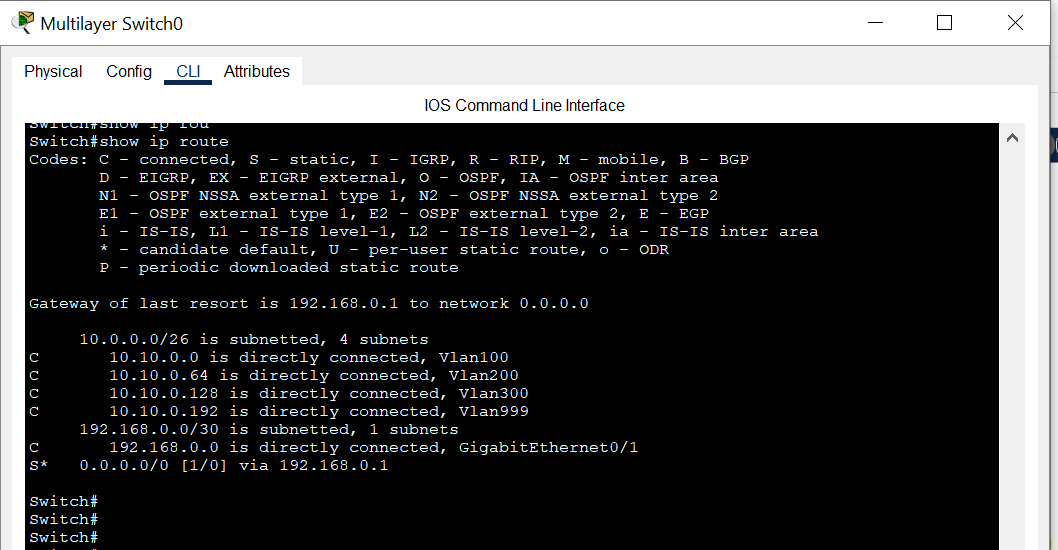 Multilayer Switch0
Physical Config CLI Attributes
IOS Command Line Interface
Switch#show ip rou
Switch#show ip route
Codes: C - connected, S - static, I - IGRP, R - RIP, M - mobile, B - BGP
D - EIGRP, EX - EIGRP external, O - OSPF, IA - OSPF inter area
N1 - OSPF NSSA external type 1, N2 - OSPF NSSA external type 2
E1 - OSPF external type 1, E2 - OSPF external type 2, E - EGP
i - IS-IS, L1 - IS-IS level-1, L2 - IS-IS level-2, ia - IS-IS inter area
* - candidate default, U - per-user static route, o - ODR
P - periodic downloaded static route
Gateway of last resort is 192.168.0.1 to network 0.0.0.0
10.0.0.0/26 is subnetted, 4 subnets
C 10.10.0.0 is directly connected, Vlan100
C 10.10.0.64 is directly connected, Vlan200
C 10.10.0.128 is directly connected, Vlan300
C 10.10.0.192 is directly connected, Vlan999
192.168.0.0/30 is subnetted, 1 subnets
C 192.168.0.0 is directly connected, GigabitEthernet0/1
S* 0.0.0.0/0 [1/0] via 192.168.0.1
Switch#
Switch#
Switch#